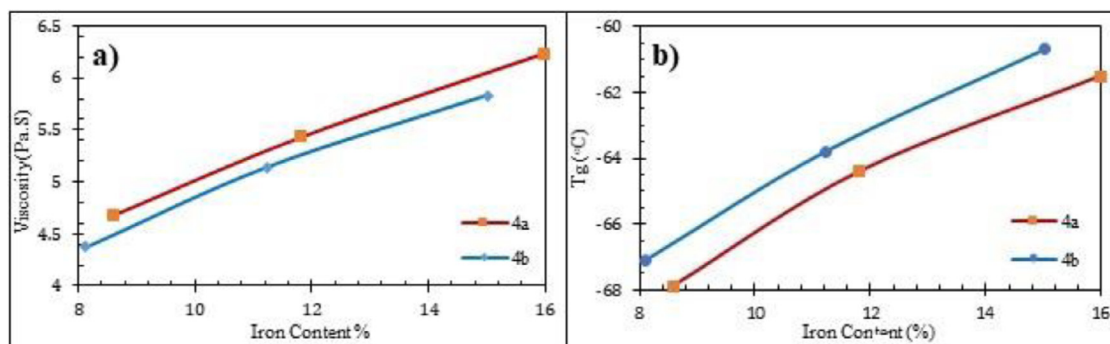 a)
Viscosity(Pa.S)
6.5
6
5.5
5
4.5
4
8 10 12 14 16
Iron Content %
4a
4b
b)
Tg (°C)
-60
-62
-64
-66
-68
8 10 12 14 16
Iron Content (%)
4a
4b